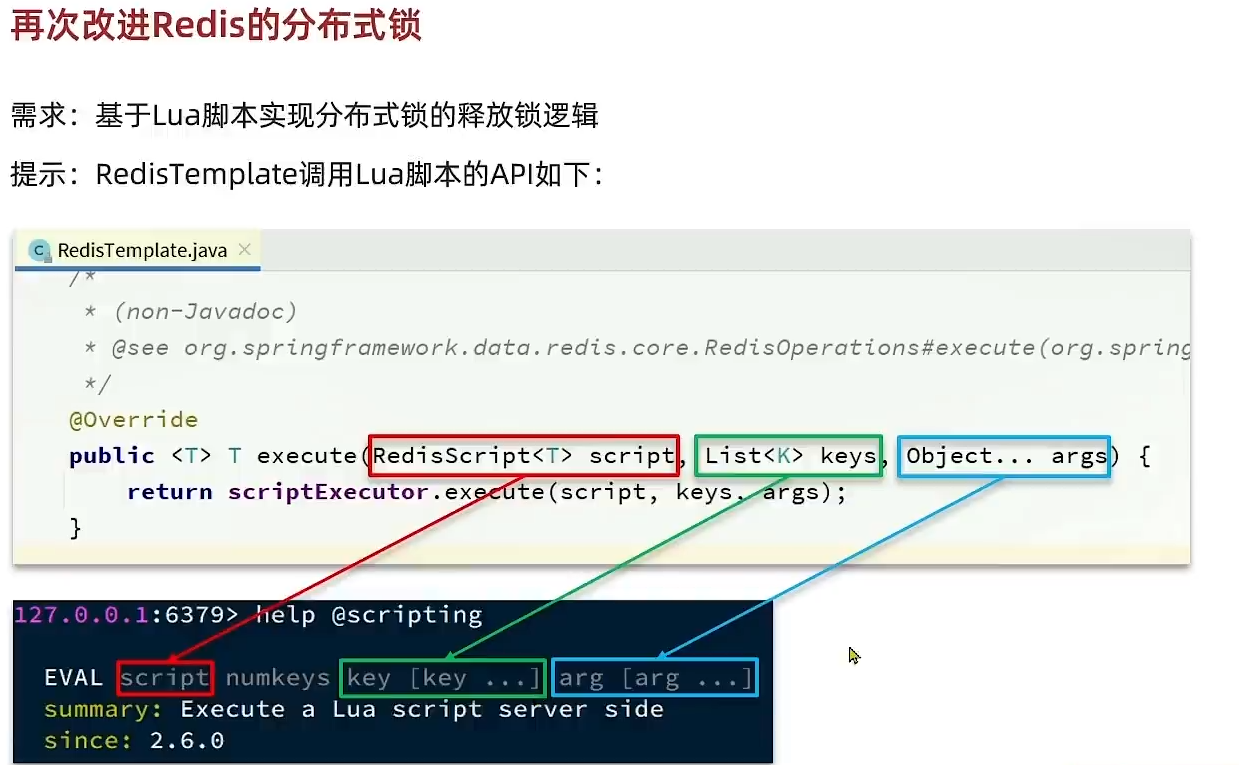 再次改进Redis的分布式锁
需求：基于Lua脚本实现分布式锁的释放锁逻辑
提示：RedisTemplate调用Lua脚本的API如下：
RedisTemplate.java
/*
* (non-Javadoc)
* @see org.springframework.data.redis.core.RedisOperations#execute(org.spring
*/
@Override
public <T> T execute(RedisScript<T> script, List<K> keys, Object... args) {
return scriptExecutor.execute(script, keys, args);
}
127.0.0.1:6379> help @scripting
EVAL script numkeys key [key ...] arg [arg ...]
summary: Execute a Lua script server side
since: 2.6.0